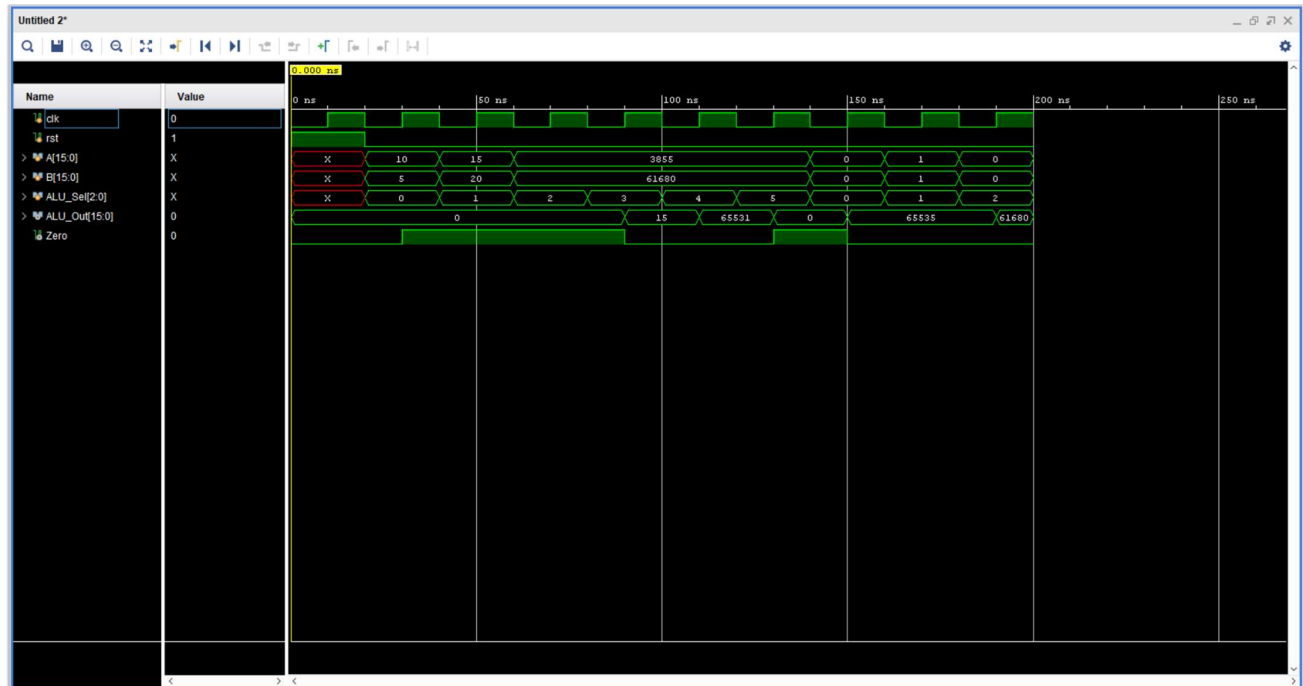 Untitled 2*
0.000 ns
Name Value
0 ns 50 ns 100 ns 150 ns 200 ns 250 ns
clk 0
rst 1
A[15:0] X X 10 15 3855 0 1 0
B[15:0] X X 5 20 61680 0 1 0
ALU_Sel[2:0] X X 0 1 2 3 4 5 0 1 2
ALU_Out[15:0] 0 0 15 65531 0 65535 61680
Zero 0